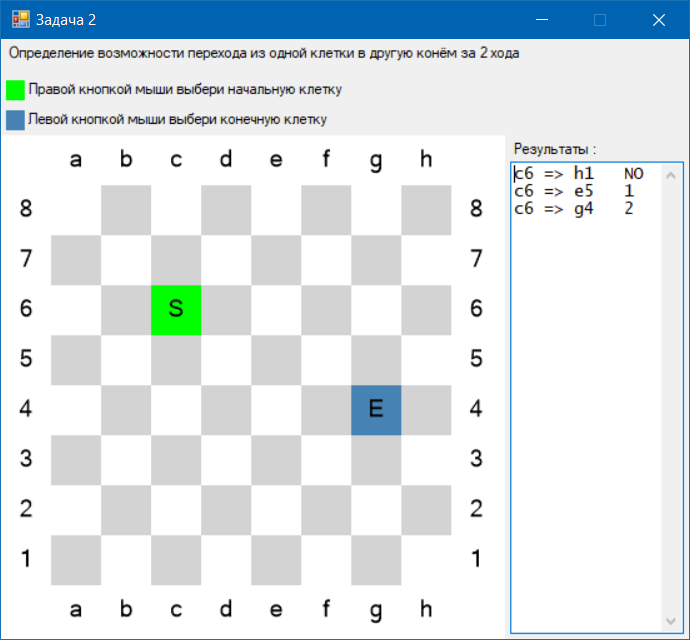 Задача 2
Определение возможности перехода из одной клетки в другую конём за 2 хода
Правой кнопкой мыши выбери начальную клетку
Левой кнопкой мыши выбери конечную клетку
Результаты :
c6 => h1 NO
c6 => e5 1
c6 => g4 2
a b c d e f g h
8 8
7 7
6 S 6
5 5
4 E 4
3 3
2 2
1 1
a b c d e f g h